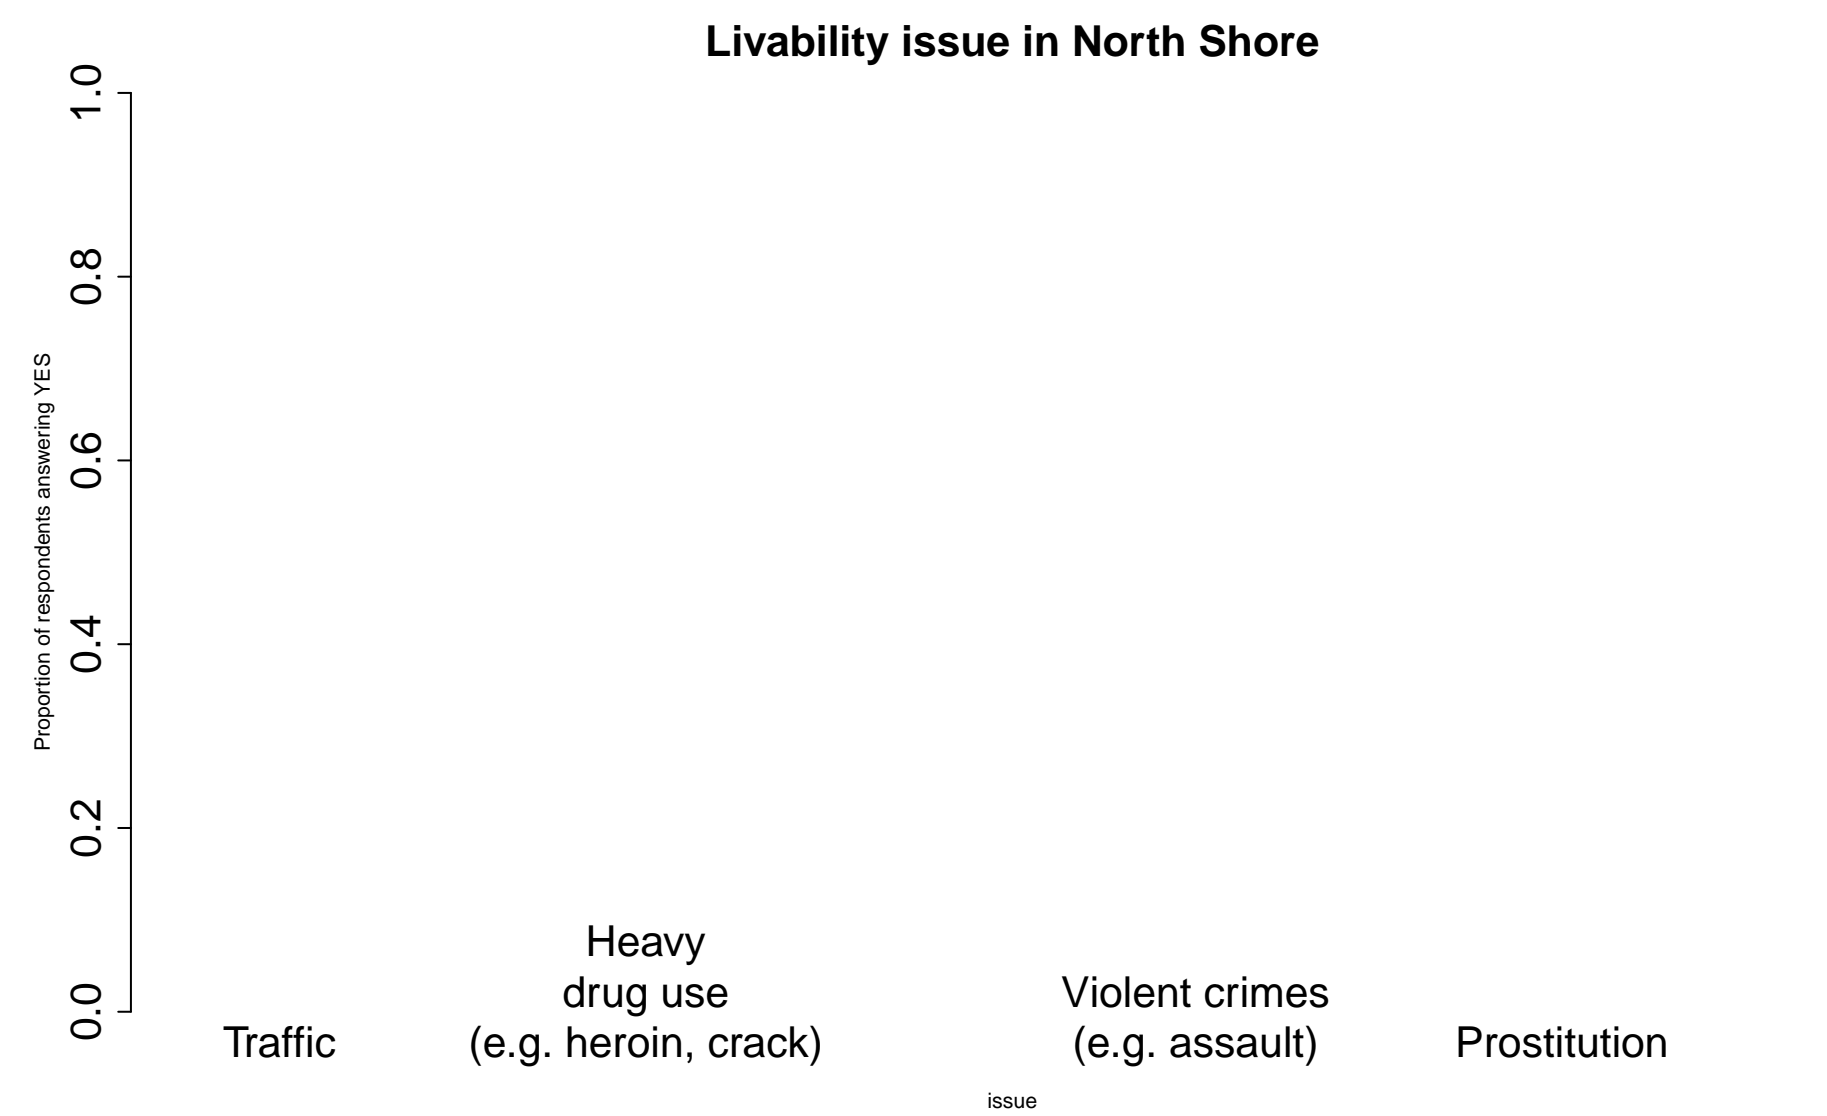 Livability issue in North Shore
Proportion of respondents answering YES
1.0
0.8
0.6
0.4
0.2
0.0
Traffic
Heavy
drug use
(e.g. heroin, crack)
Violent crimes
(e.g. assault)
Prostitution
issue